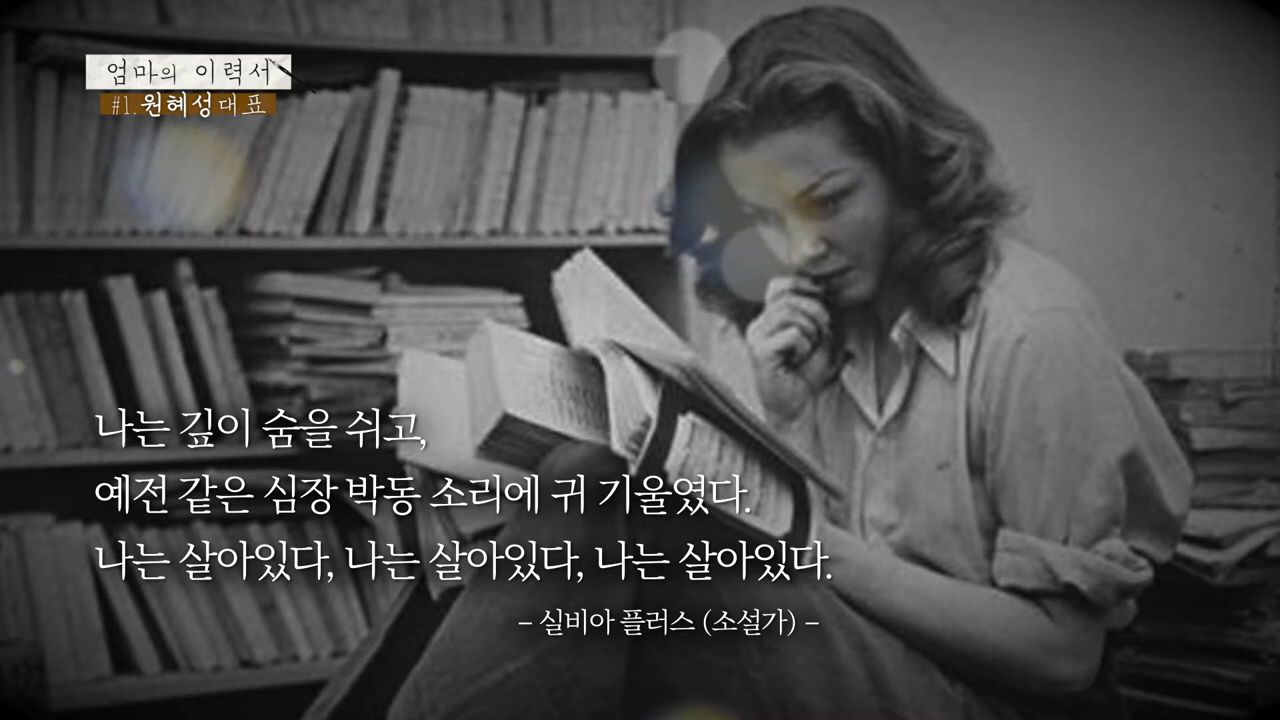 엄마의 이력서
#1. 원혜성 대표
나는 깊이 숨을 쉬고,
예전 같은 심장 박동 소리에 귀 기울였다.
나는 살아있다, 나는 살아있다, 나는 살아있다.
– 실비아 플러스 (소설가) –